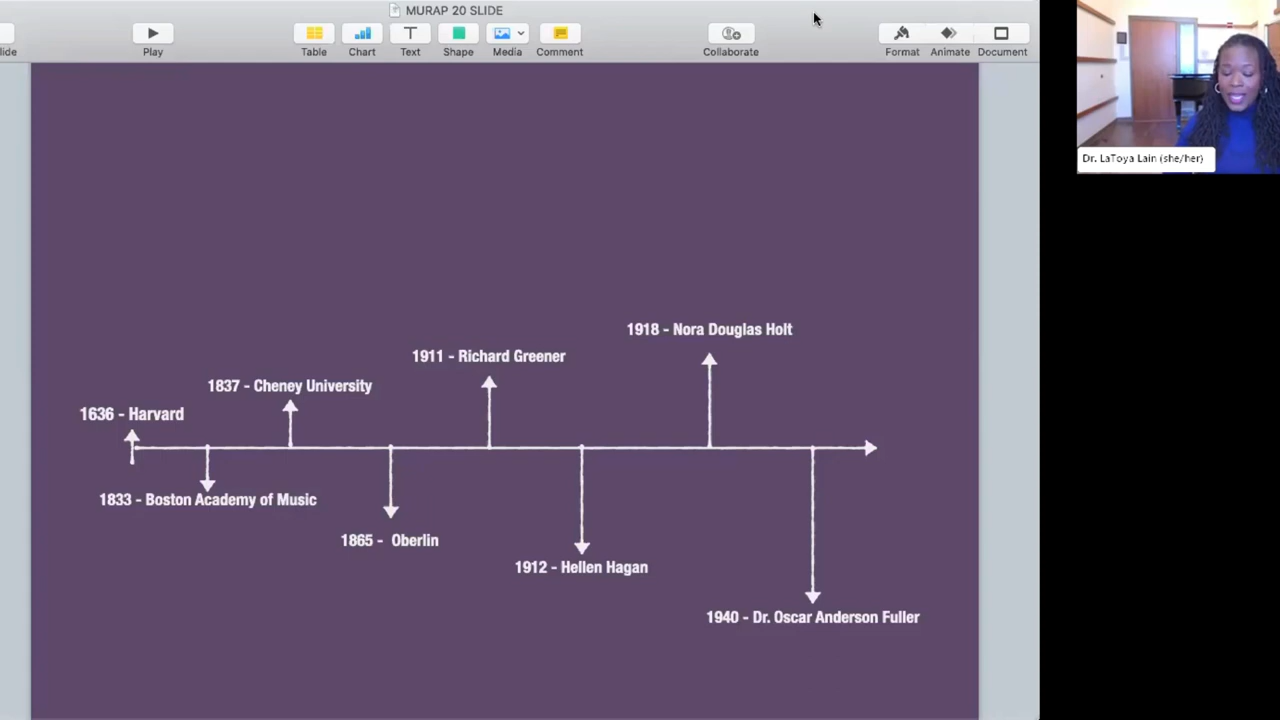 MURAP 20 SLIDE
lide
Play
Table
Chart
Text
Shape
Media
Comment
Collaborate
Format
Animate
Document
Dr. LaToya Lain (she/her)
1918 - Nora Douglas Holt
1911 - Richard Greener
1837 - Cheney University
1636 - Harvard
1833 - Boston Academy of Music
1865 -  Oberlin
1912 - Hellen Hagan
1940 - Dr. Oscar Anderson Fuller